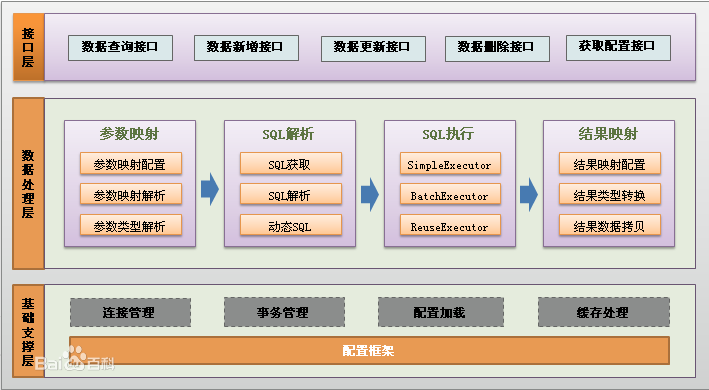 接口层
数据查询接口
数据新增接口
数据更新接口
数据删除接口
获取配置接口
数据处理层
参数映射
参数映射配置
参数映射解析
参数类型解析
SQL解析
SQL获取
SQL解析
动态SQL
SQL执行
SimpleExecutor
BatchExecutor
ReuseExecutor
结果映射
结果映射配置
结果类型转换
结果数据拷贝
基础支撑层
连接管理
事务管理
配置加载
缓存处理
配置框架
Baidu百科